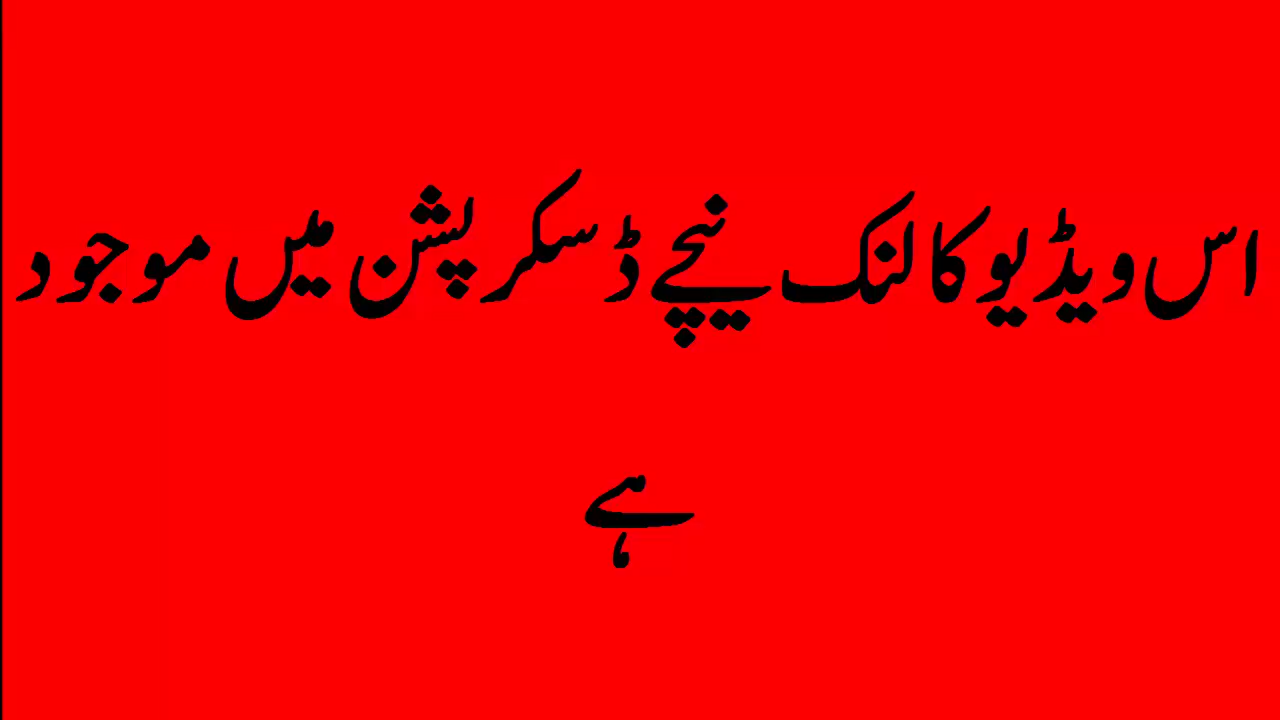 اس ویڈیو کا لنک نیچے ڈسکرپشن میں موجود
ہے